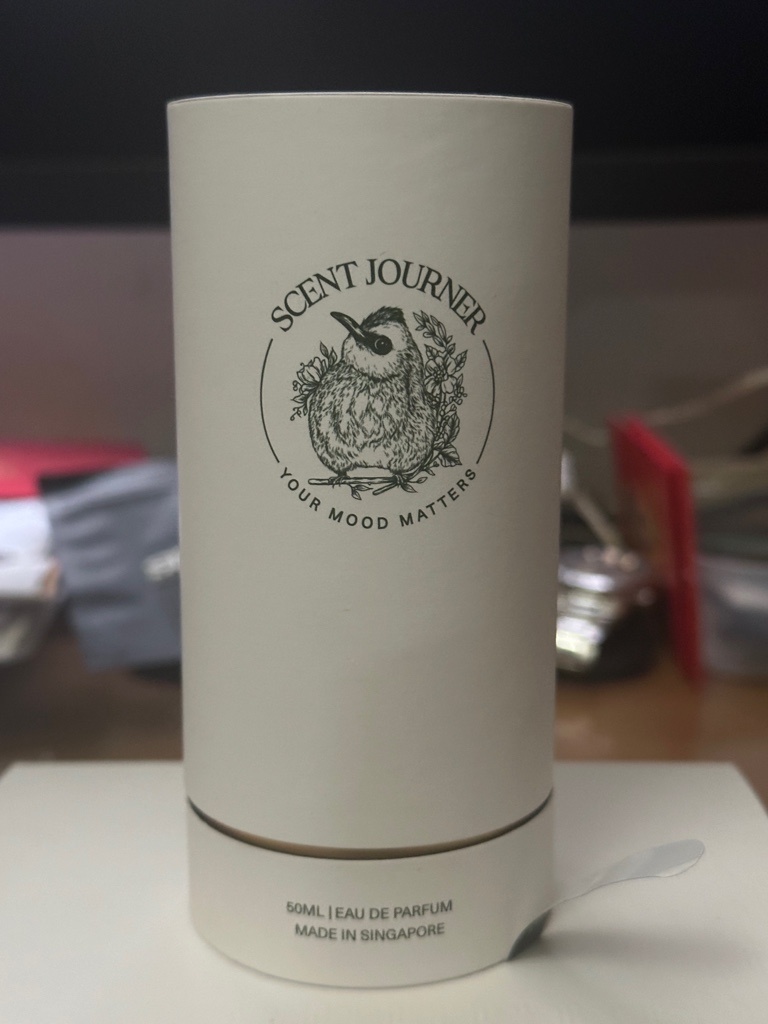 SCENT JOURNER
YOUR MOOD MATTERS
50ML | EAU DE PARFUM
MADE IN SINGAPORE